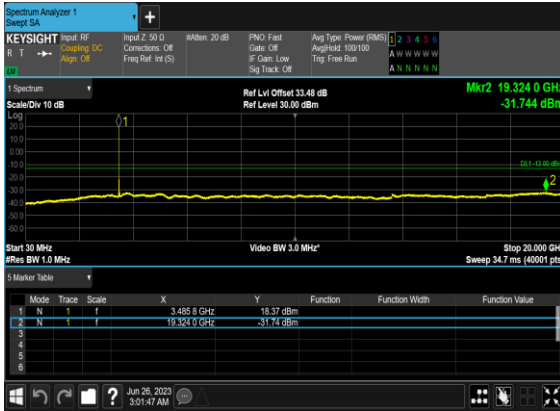 Spectrum Analyzer 1
Swept SA
+
KEYSIGHT Input: RF Input Z: 50 Ω #Atten: 20 dB PNO: Fast Avg Type: Power (RMS) 1 2 3 4 5 6
R T Coupling: DC Corrections: Off Gate: Off Avg|Hold: 100/100 A W W W W W
Align: Off Freq Ref: Int (S) IF Gain: Low Trig: Free Run
LV Sig Track: Off A N N N N N
1 Spectrum Ref Lvl Offset 33.48 dB Mkr2 19.324 0 GHz
Scale/Div 10 dB Ref Level 30.00 dBm -31.744 dBm
Log
20.0
10.0
0.00
-10.0
-20.0
-30.0
-40.0
-50.0
-60.0
1
DL1 -13.00 dBm
2
Start 30 MHz Video BW 3.0 MHz* Stop 20.000 GHz
#Res BW 1.0 MHz Sweep 34.7 ms (40001 pts)
5 Marker Table
Mode Trace Scale X Y Function Function Width Function Value
1 N 1 f 3.485 8 GHz 18.37 dBm
2 N 1 f 19.324 0 GHz -31.74 dBm
3
4
5
6
? Jun 26, 2023
3:01:47 AM